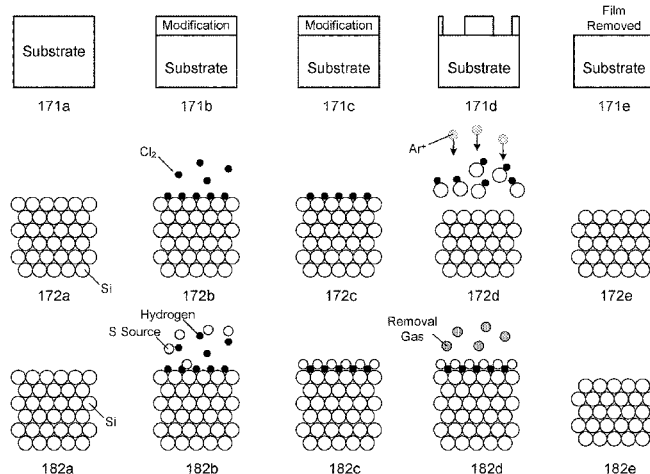 Film
Removed
Modification
Modification
Substrate
Substrate
Substrate
Substrate
171a
171b
171c
171d
171e
Ar+
Cl2
Si
172a
172b
172c
172d
172e
Hydrogen
S Source
Removal
Gas
Si
182a
182b
182c
182d
182e